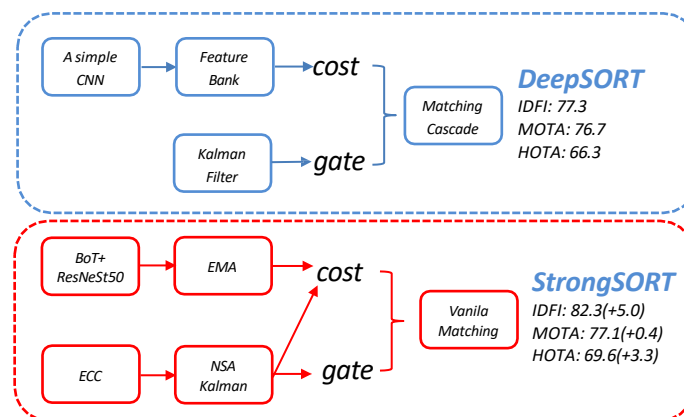 A simple
CNN
Feature
Bank
cost
Kalman
Filter
gate
Matching
Cascade
DeepSORT
IDFI: 77.3
MOTA: 76.7
HOTA: 66.3
BoT+
ResNeSt50
EMA
cost
ECC
NSA
Kalman
gate
Vanila
Matching
StrongSORT
IDFI: 82.3(+5.0)
MOTA: 77.1(+0.4)
HOTA: 69.6(+3.3)